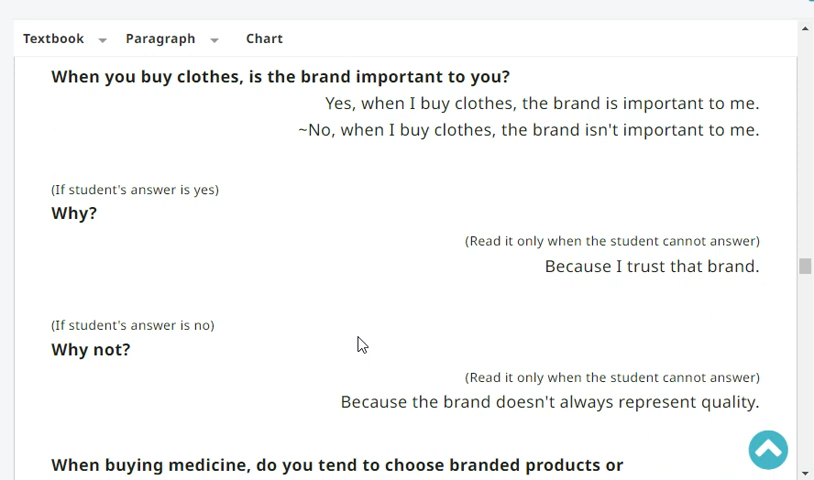 Textbook Paragraph Chart
When you buy clothes, is the brand important to you?
Yes, when I buy clothes, the brand is important to me.
~No, when I buy clothes, the brand isn't important to me.
(If student's answer is yes)
Why?
(Read it only when the student cannot answer)
Because I trust that brand.
(If student's answer is no)
Why not?
(Read it only when the student cannot answer)
Because the brand doesn't always represent quality.
When buying medicine, do you tend to choose branded products or